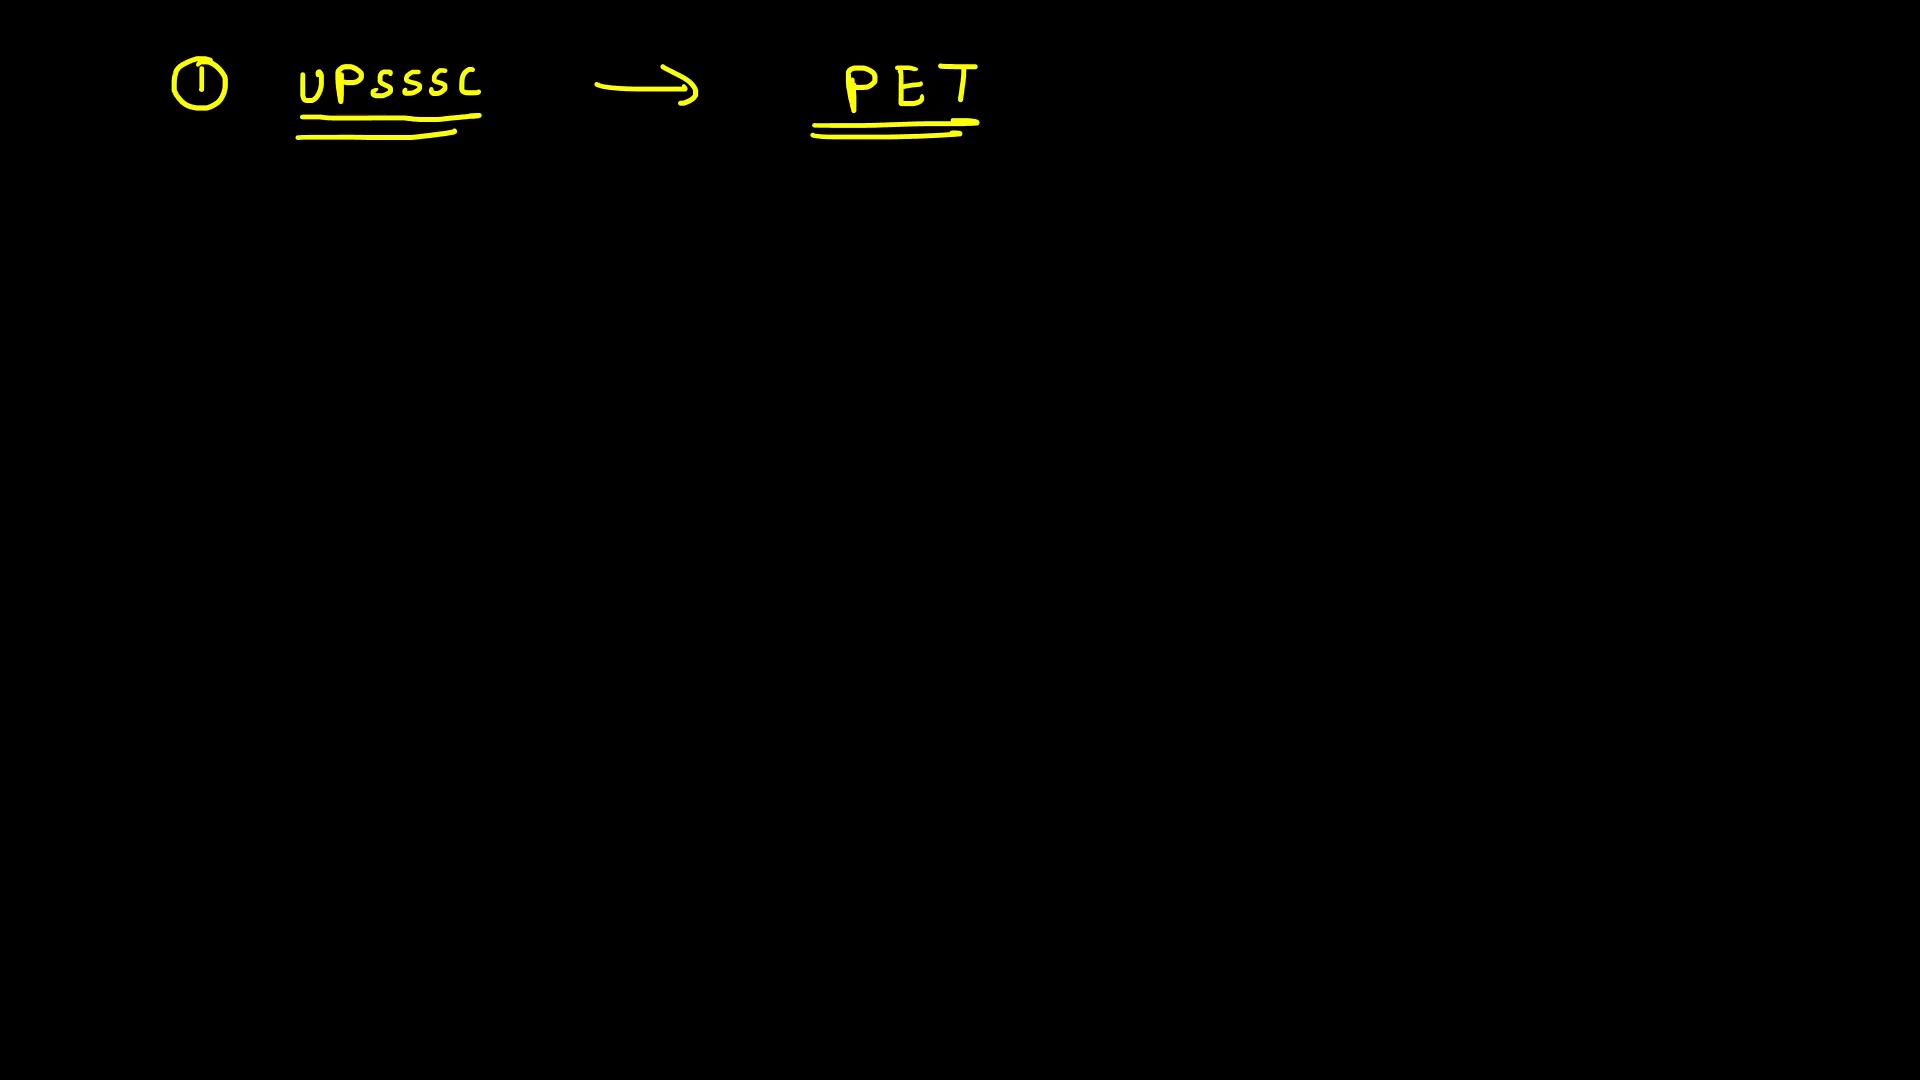 ① UPSSSC → PET